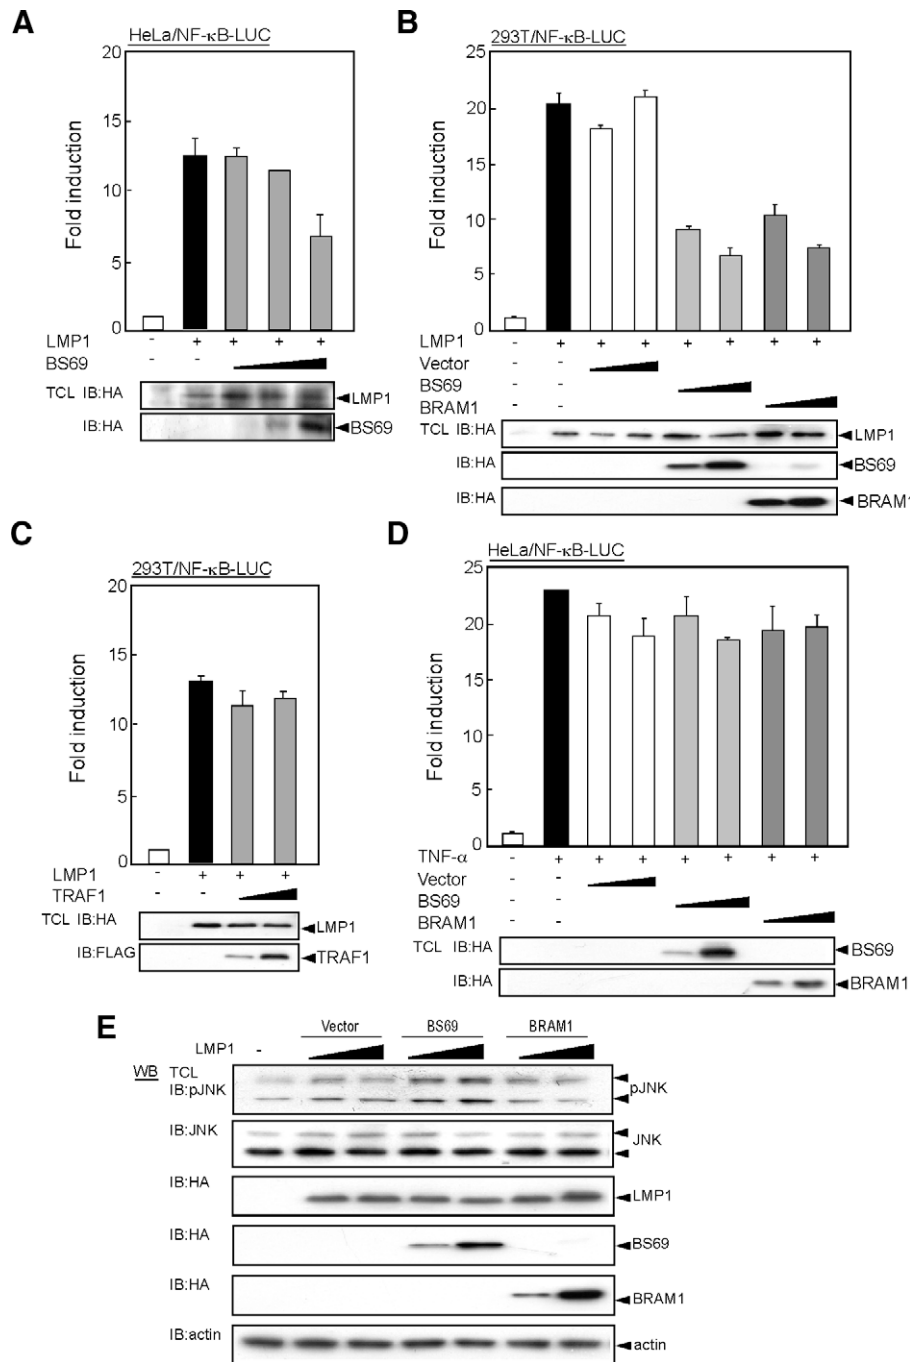 A
HeLa/NF-κB-LUC
20
15
10
5
0
Fold induction
LMP1 - + + + +
BS69 -  -
TCL IB:HA LMP1
IB:HA BS69
B
293T/NF-κB-LUC
25
20
15
10
5
0
Fold induction
LMP1 - + + + + + + +
Vector - -
BS69 - -
BRAM1 - -
TCL IB:HA LMP1
IB:HA BS69
IB:HA BRAM1
C
293T/NF-κB-LUC
20
15
10
5
0
Fold induction
LMP1 - + + +
TRAF1 - -
TCL IB:HA LMP1
IB:FLAG TRAF1
D
HeLa/NF-κB-LUC
25
20
15
10
5
0
Fold induction
TNF-α - + + + + + + +
Vector - -
BS69 - -
BRAM1 - -
TCL IB:HA BS69
IB:HA BRAM1
E
Vector BS69 BRAM1
LMP1 -
WB TCL
IB:pJNK pJNK
IB:JNK JNK
IB:HA LMP1
IB:HA BS69
IB:HA BRAM1
IB:actin actin